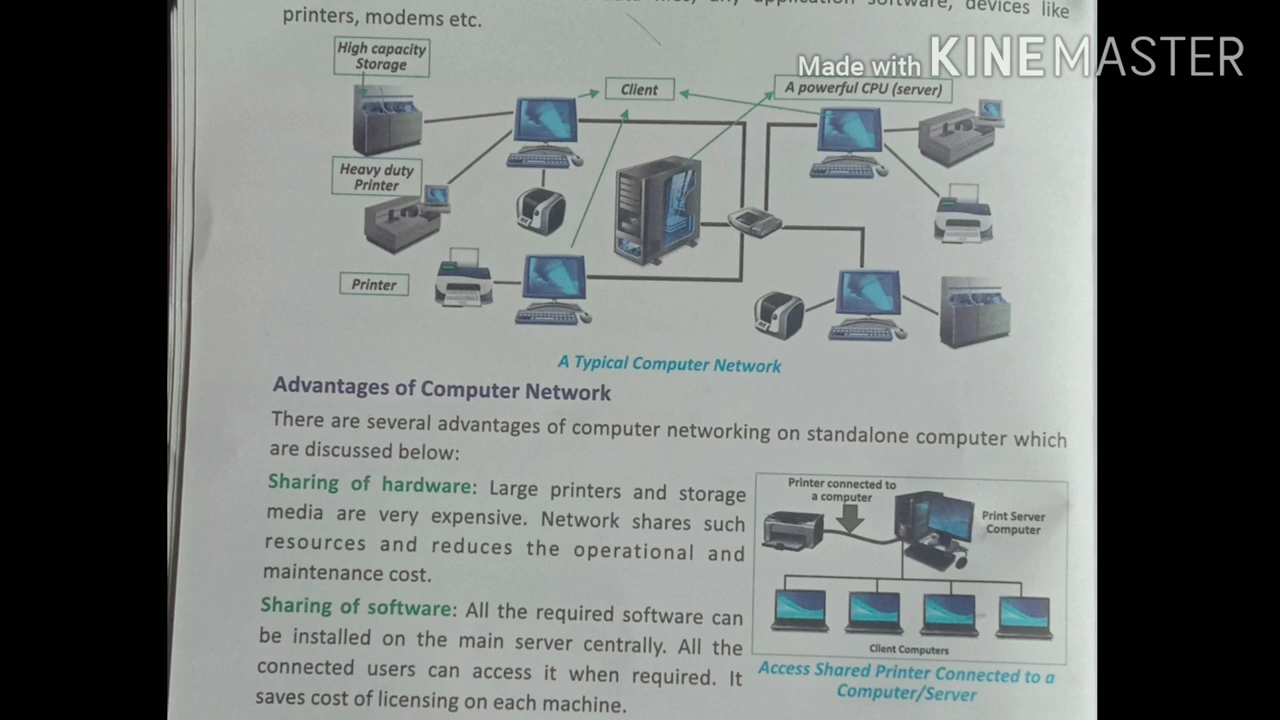 software, devices like
printers, modems etc.
Made with KINEMASTER
High capacity
Storage
Client
A powerful CPU (server)
Heavy duty
Printer
Printer
A Typical Computer Network
Advantages of Computer Network
There are several advantages of computer networking on standalone computer which
are discussed below:
Sharing of hardware: Large printers and storage
media are very expensive. Network shares such
resources and reduces the operational and
maintenance cost.
Sharing of software: All the required software can
be installed on the main server centrally. All the
connected users can access it when required. It
saves cost of licensing on each machine.
Printer connected to
a computer
Print Server
Computer
Client Computers
Access Shared Printer Connected to a
Computer/Server